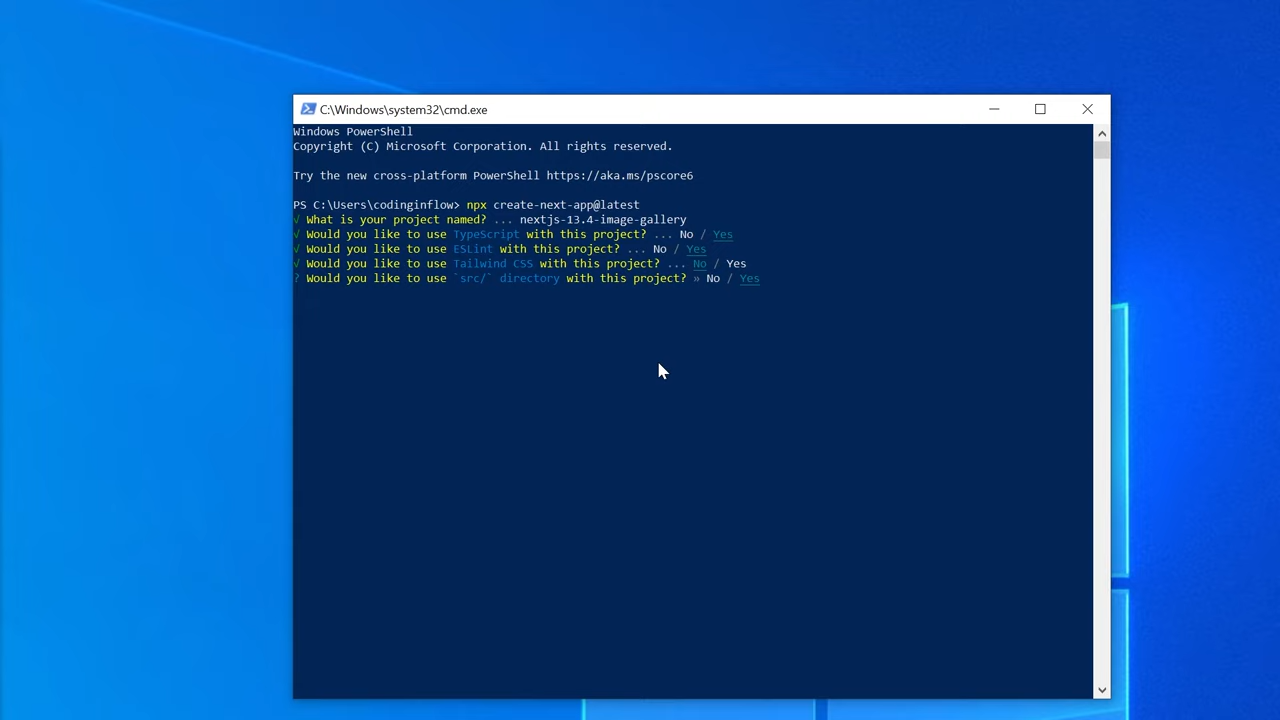 C:\Windows\system32\cmd.exe
Windows PowerShell
Copyright (C) Microsoft Corporation. All rights reserved.
Try the new cross-platform PowerShell https://aka.ms/pscore6
PS C:\Users\codinginflow> npx create-next-app@latest
√ What is your project named? ... nextjs-13.4-image-gallery
√ Would you like to use TypeScript with this project? ... No / Yes
√ Would you like to use ESLint with this project? ... No / Yes
√ Would you like to use Tailwind CSS with this project? ... No / Yes
? Would you like to use `src/` directory with this project? » No / Yes